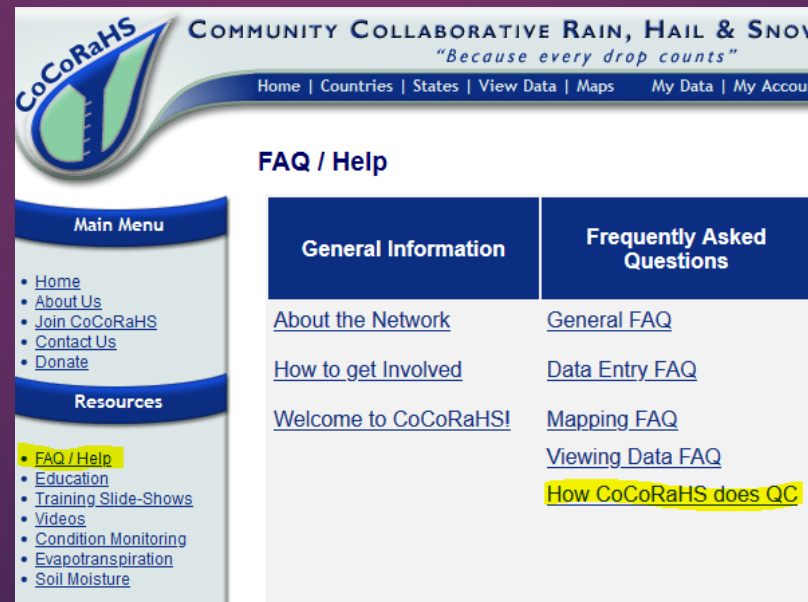 CoCoRaHS
COMMUNITY COLLABORATIVE RAIN, HAIL & SNOW
"Because every drop counts"
Home | Countries | States | View Data | Maps My Data | My Accou
FAQ / Help
Main Menu
• Home
• About Us
• Join CoCoRaHS
• Contact Us
• Donate
Resources
• FAQ / Help
• Education
• Training Slide-Shows
• Videos
• Condition Monitoring
• Evapotranspiration
• Soil Moisture
General Information
About the Network
How to get Involved
Welcome to CoCoRaHS!
Frequently Asked
Questions
General FAQ
Data Entry FAQ
Mapping FAQ
Viewing Data FAQ
How CoCoRaHS does QC